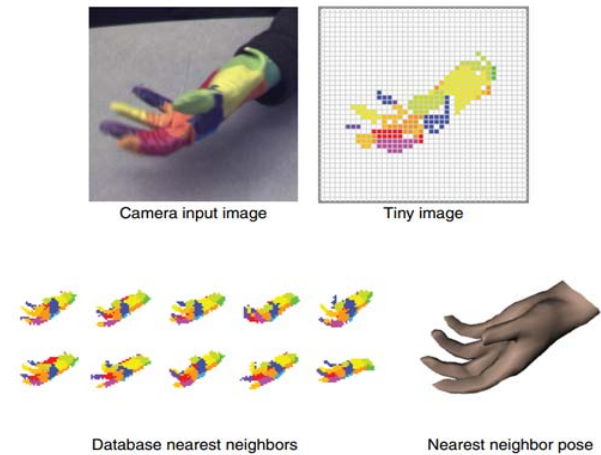 Camera input image
Tiny image
Database nearest neighbors
Nearest neighbor pose